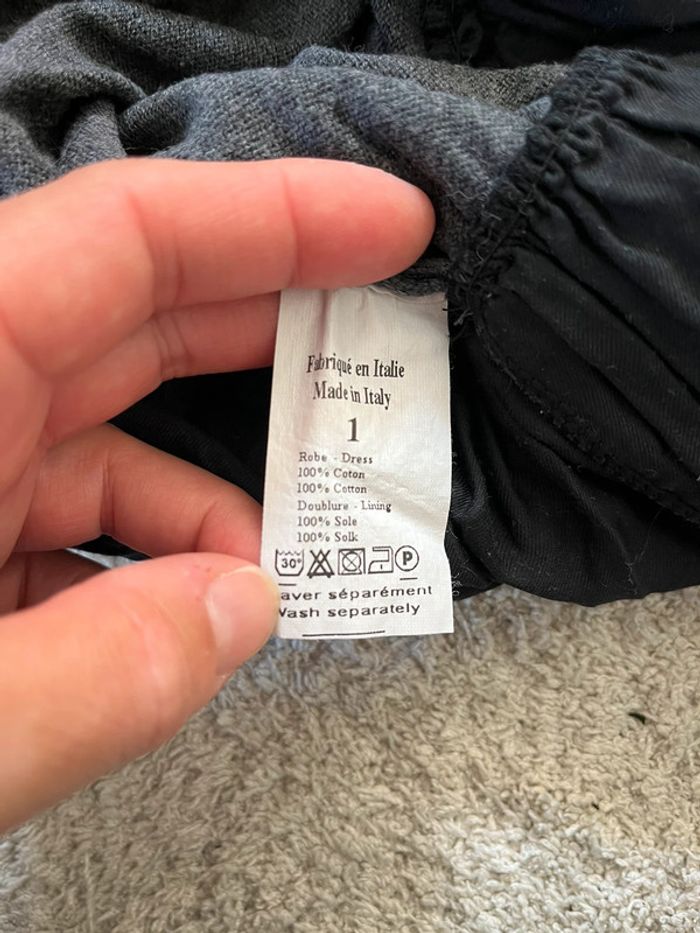 Fabriqué en Italie
Made in Italy
1
Robe - Dress
100% Coton
100% Cotton
Doublure - Lining
100% Sole
100% Solk
30° P
aver séparément
Wash separately